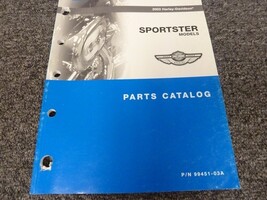 2003 Harley-Davidson
SPORTSTER
MODELS
PARTS CATALOG
P/N 99451-03A